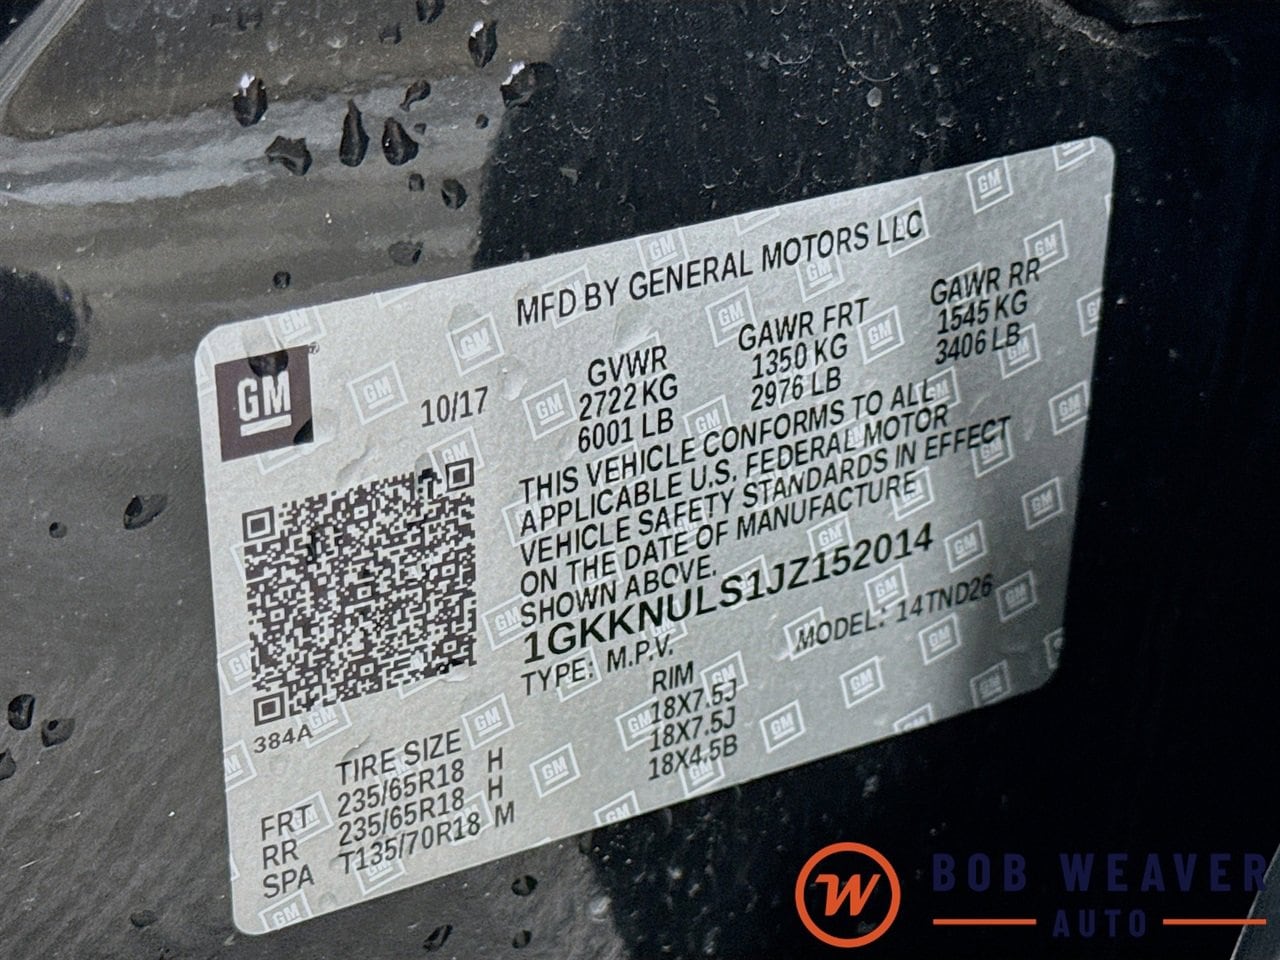 MFD BY GENERAL MOTORS LLC
GM
10/17
GVWR
2722 KG
6001 LB
GAWR FRT
1350 KG
2976 LB
GAWR RR
1545 KG
3406 LB
THIS VEHICLE CONFORMS TO ALL
APPLICABLE U.S. FEDERAL MOTOR
VEHICLE SAFETY STANDARDS IN EFFECT
ON THE DATE OF MANUFACTURE
SHOWN ABOVE.
1GKKNULS1JZ152014
TYPE: M.P.V.
MODEL: 14TND26
384A
TIRE SIZE
RIM
FRT 235/65R18 H 18X7.5J
RR 235/65R18 H 18X7.5J
SPA T135/70R18 M 18X4.5B
W
BOB WEAVER
AUTO